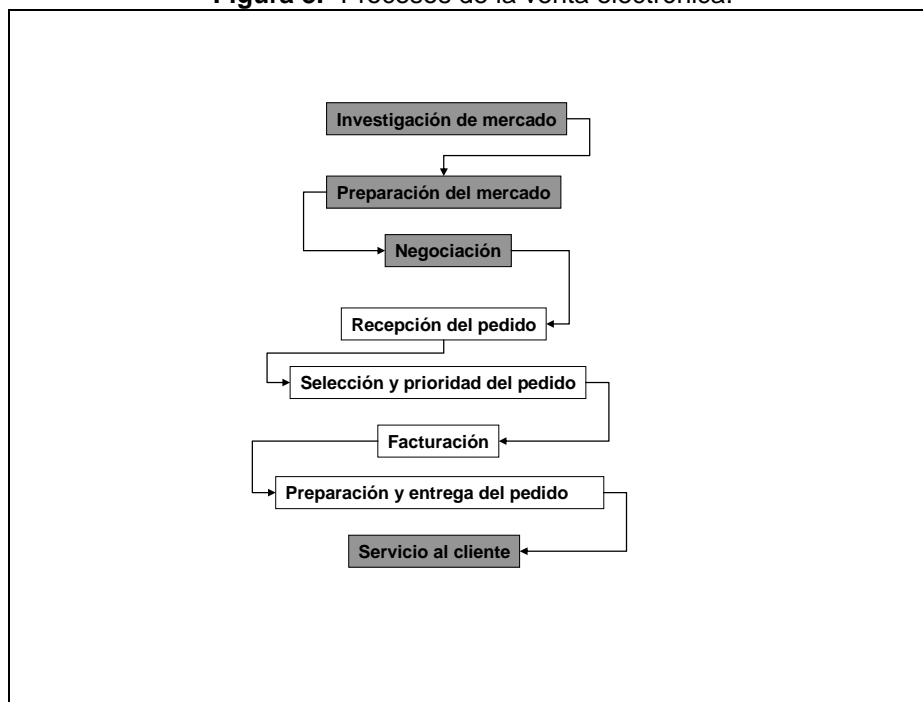 Procesos de la venta electrónica.
Investigación de mercado
Preparación del mercado
Negociación
Recepción del pedido
Selección y prioridad del pedido
Facturación
Preparación y entrega del pedido
Servicio al cliente